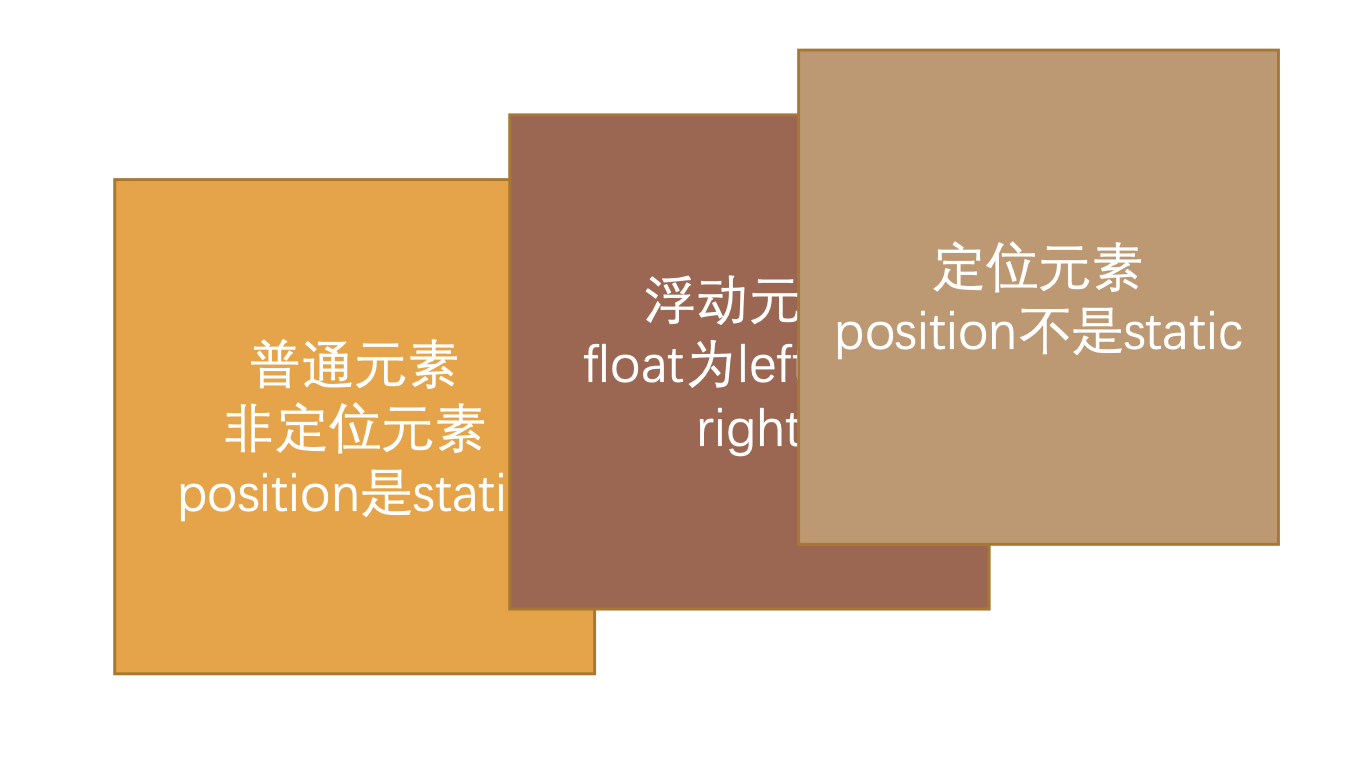 普通元素
非定位元素
position是stati
浮动元
float为left
right
定位元素
position不是static